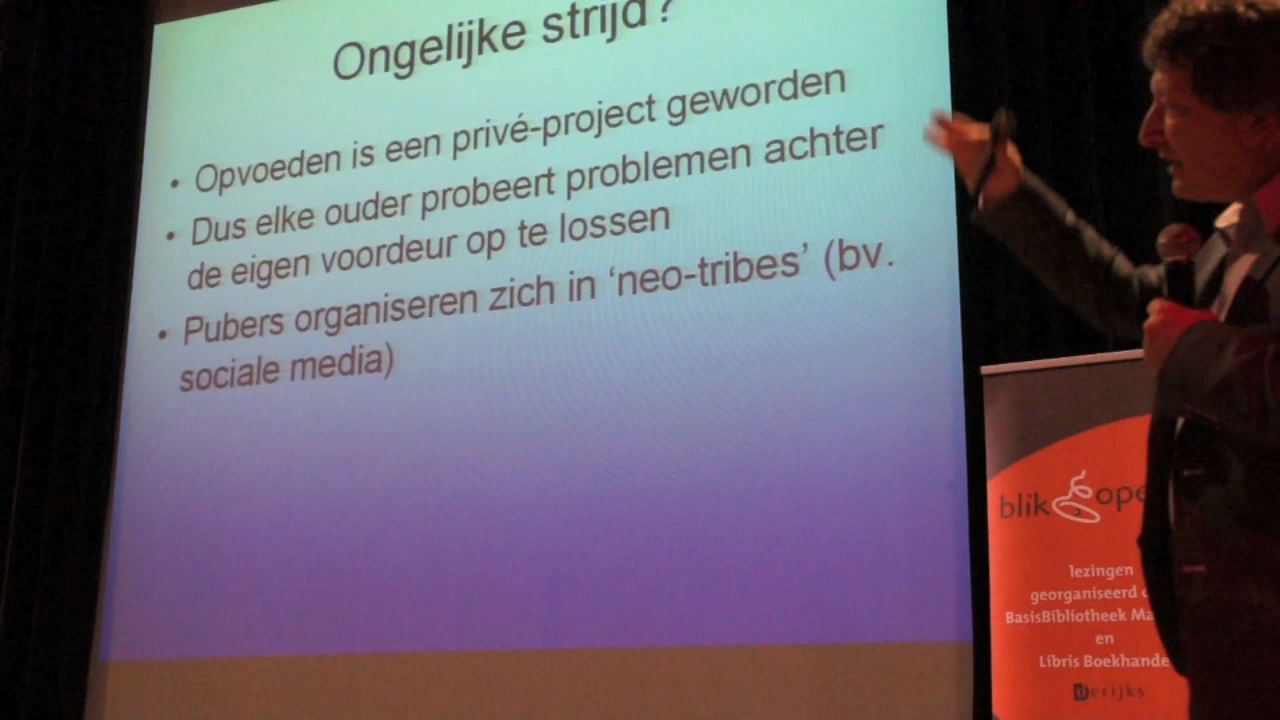 Ongelijke strijd?
• Opvoeden is een privé-project geworden
• Dus elke ouder probeert problemen achter
de eigen voordeur op te lossen
• Pubers organiseren zich in ‘neo-tribes’ (bv.
sociale media)
blik
lezingen
georganiseerd
BasisBibliotheek
en
Libris
derijks